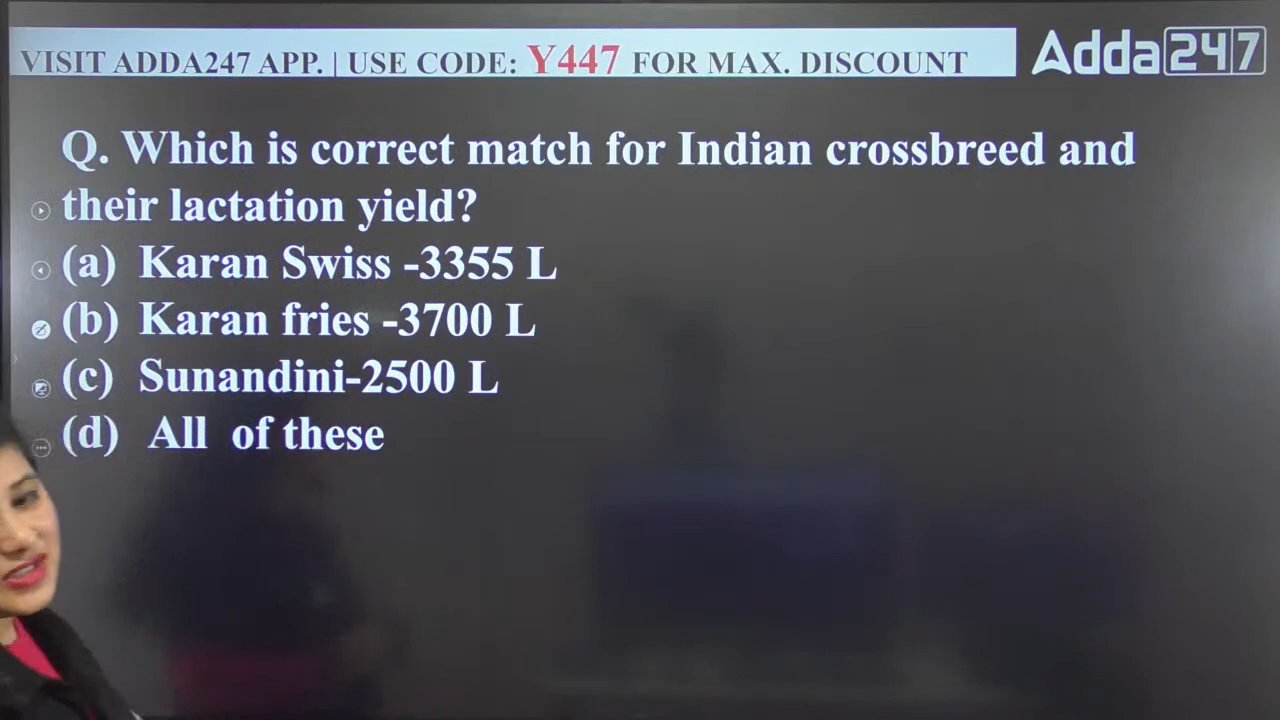 VISIT ADDA247 APP. | USE CODE: Y447 FOR MAX. DISCOUNT
Adda247
Q. Which is correct match for Indian crossbreed and
their lactation yield?
(a) Karan Swiss -3355 L
(b) Karan fries -3700 L
(c) Sunandini-2500 L
(d) All of these